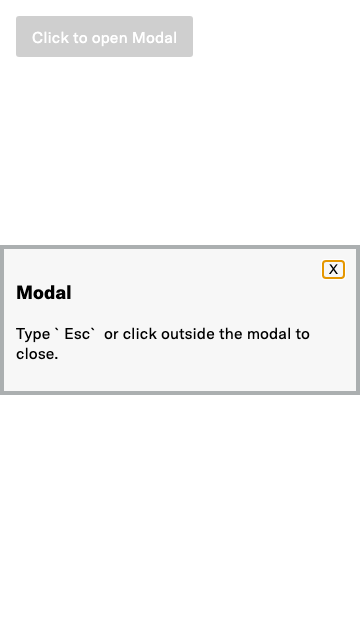 Click to open Modal
X
Modal
Type ` Esc` or click outside the modal to
close.